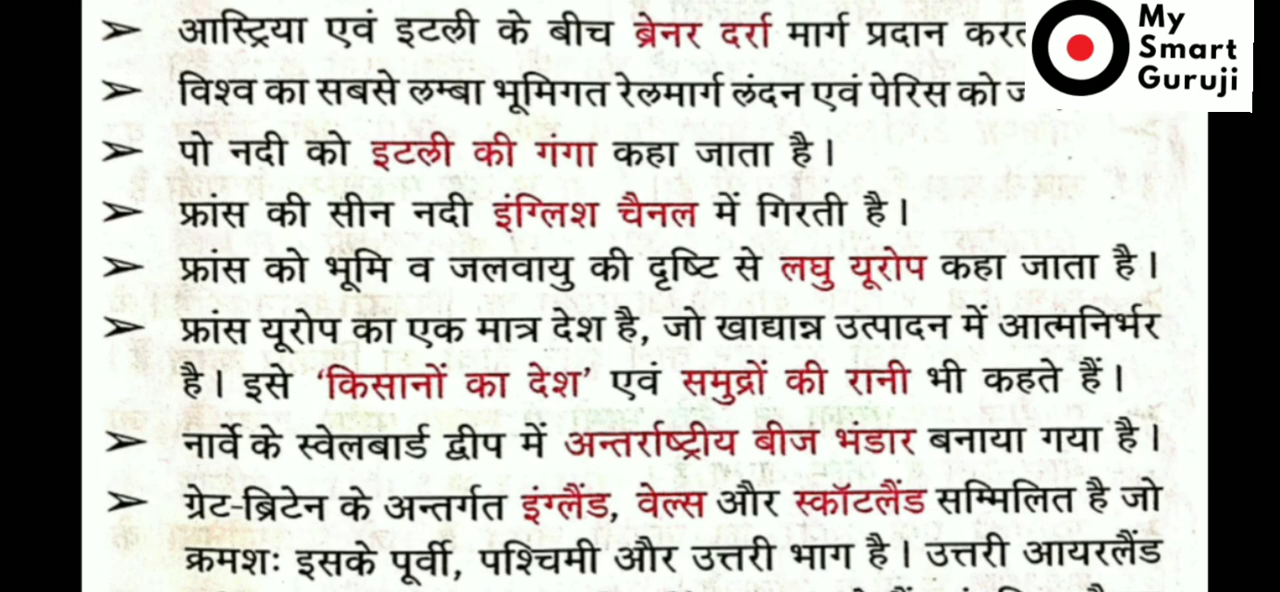 ➢ आस्ट्रिया एवं इटली के बीच ब्रेनर दर्रा मार्ग प्रदान
My
Smart
Guruji
➢ विश्व का सबसे लम्बा भूमिगत रेलमार्ग लंदन एवं पेरिस को
➢ पो नदी को इटली की गंगा कहा जाता है।
➢ फ्रांस की सीन नदी इंग्लिश चैनल में गिरती है।
➢ फ्रांस को भूमि व जलवायु की दृष्टि से लघु यूरोप कहा जाता है।
➢ फ्रांस यूरोप का एक मात्र देश है, जो खाद्यान्न उत्पादन में आत्मनिर्भर
है। इसे ‘किसानों का देश’ एवं समुद्रों की रानी भी कहते हैं।
➢ नार्वे के स्वेलबार्ड द्वीप में अन्तर्राष्ट्रीय बीज भंडार बनाया गया है।
➢ ग्रेट-ब्रिटेन के अन्तर्गत इंग्लैंड, वेल्स और स्कॉटलैंड सम्मिलित है जो
क्रमशः इसके पूर्वी, पश्चिमी और उत्तरी भाग है। उत्तरी आयरलैंड